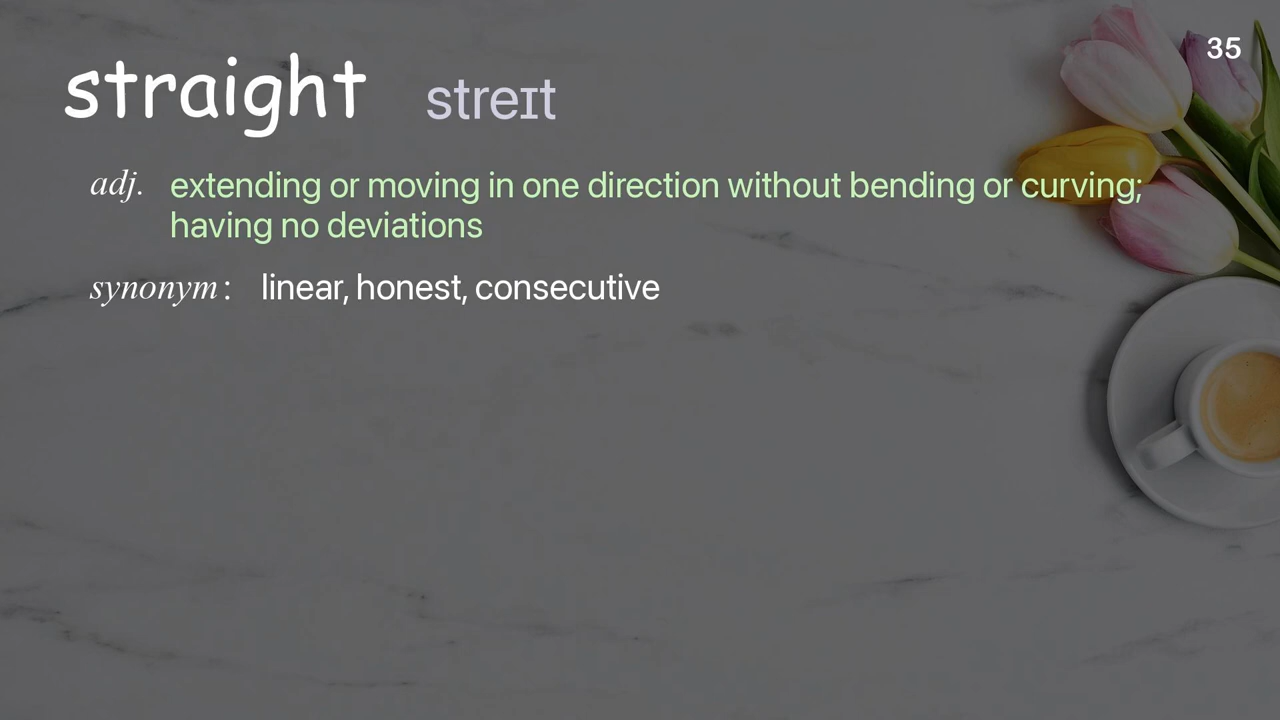 35
straight streɪt
adj. extending or moving in one direction without bending or curving;
having no deviations
synonym : linear, honest, consecutive